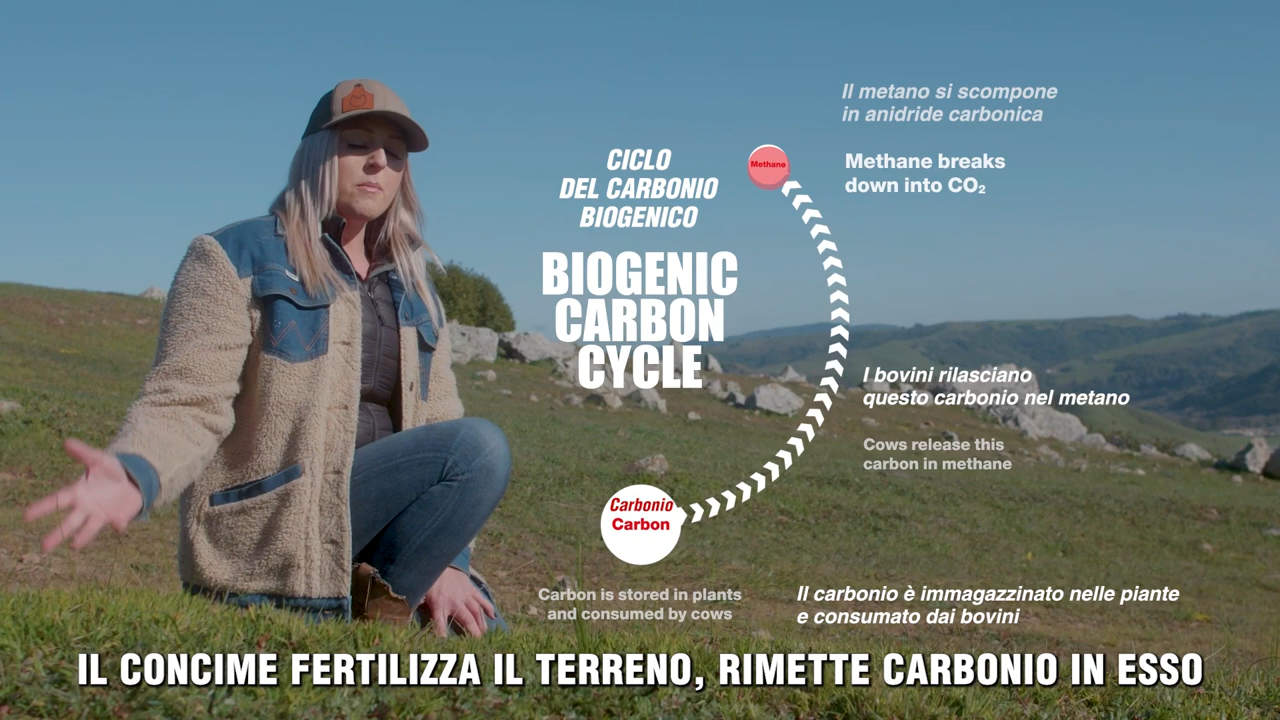 Il metano si scompone
in anidride carbonica
Methane
Methane breaks
down into CO₂
CICLO
DEL CARBONIO
BIOGENICO
BIOGENIC
CARBON
CYCLE
I bovini rilasciano
questo carbonio nel metano
Cows release this
carbon in methane
Carbonio
Carbon
Carbon is stored in plants
and consumed by cows
Il carbonio è immagazzinato nelle piante
e consumato dai bovini
IL CONCIME FERTILIZZA IL TERRENO, RIMETTE CARBONIO IN ESSO